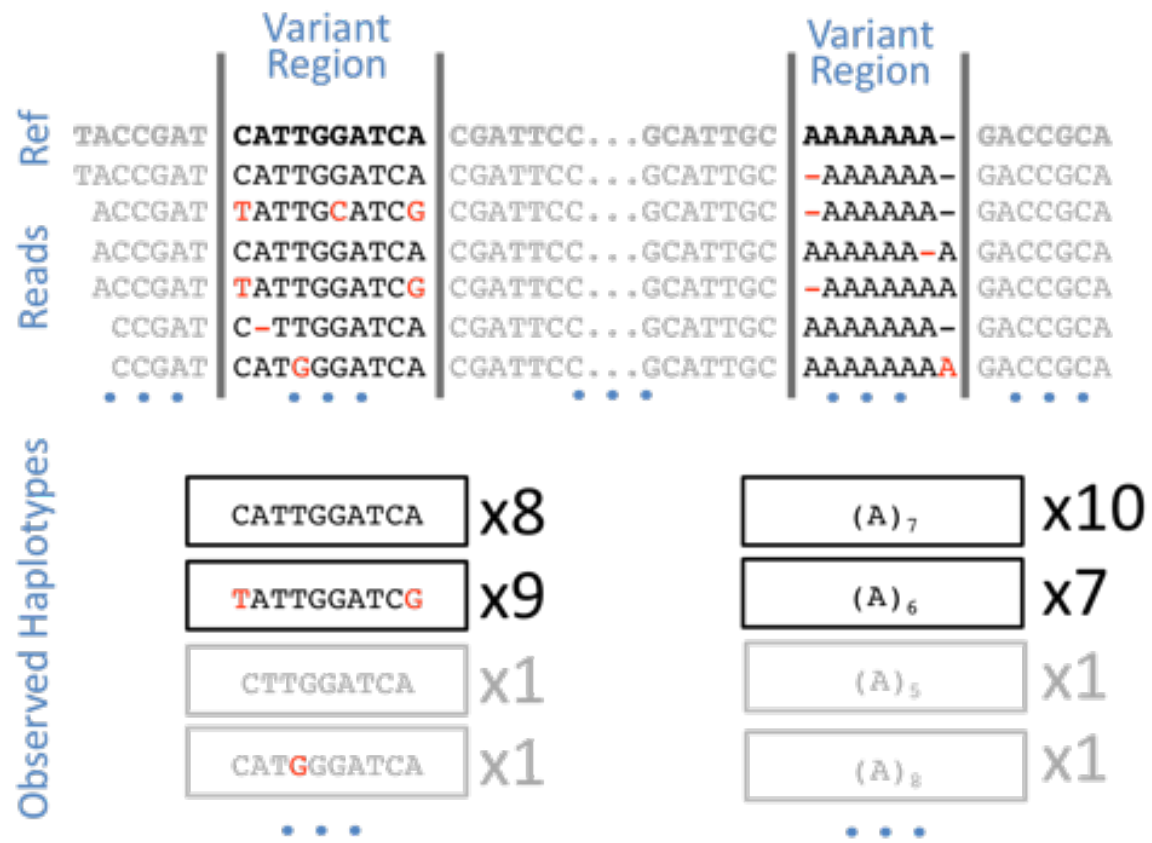 Variant Region Variant Region
Ref TACCGAT CATTGGATCA CGATTCC...GCATTGC AAAAAAA- GACCGCA
Reads
TACCGAT CATTGGATCA CGATTCC...GCATTGC -AAAAAA- GACCGCA
ACCGAT TATTGCATCG CGATTCC...GCATTGC -AAAAAA- GACCGCA
ACCGAT CATTGGATCA CGATTCC...GCATTGC AAAAAA-A GACCGCA
ACCGAT TATTGGATCG CGATTCC...GCATTGC -AAAAAAA GACCGCA
CCGAT C-TTGGATCA CGATTCC...GCATTGC AAAAAAA- GACCGCA
CCGAT CATGGGATCA CGATTCC...GCATTGC AAAAAAAA GACCGCA
... ... ... ... ...
Observed Haplotypes
CATTGGATCA x8 (A)7 x10
TATTGGATCG x9 (A)6 x7
CTTGGATCA x1 (A)5 x1
CATGGGATCA x1 (A)8 x1
... ...